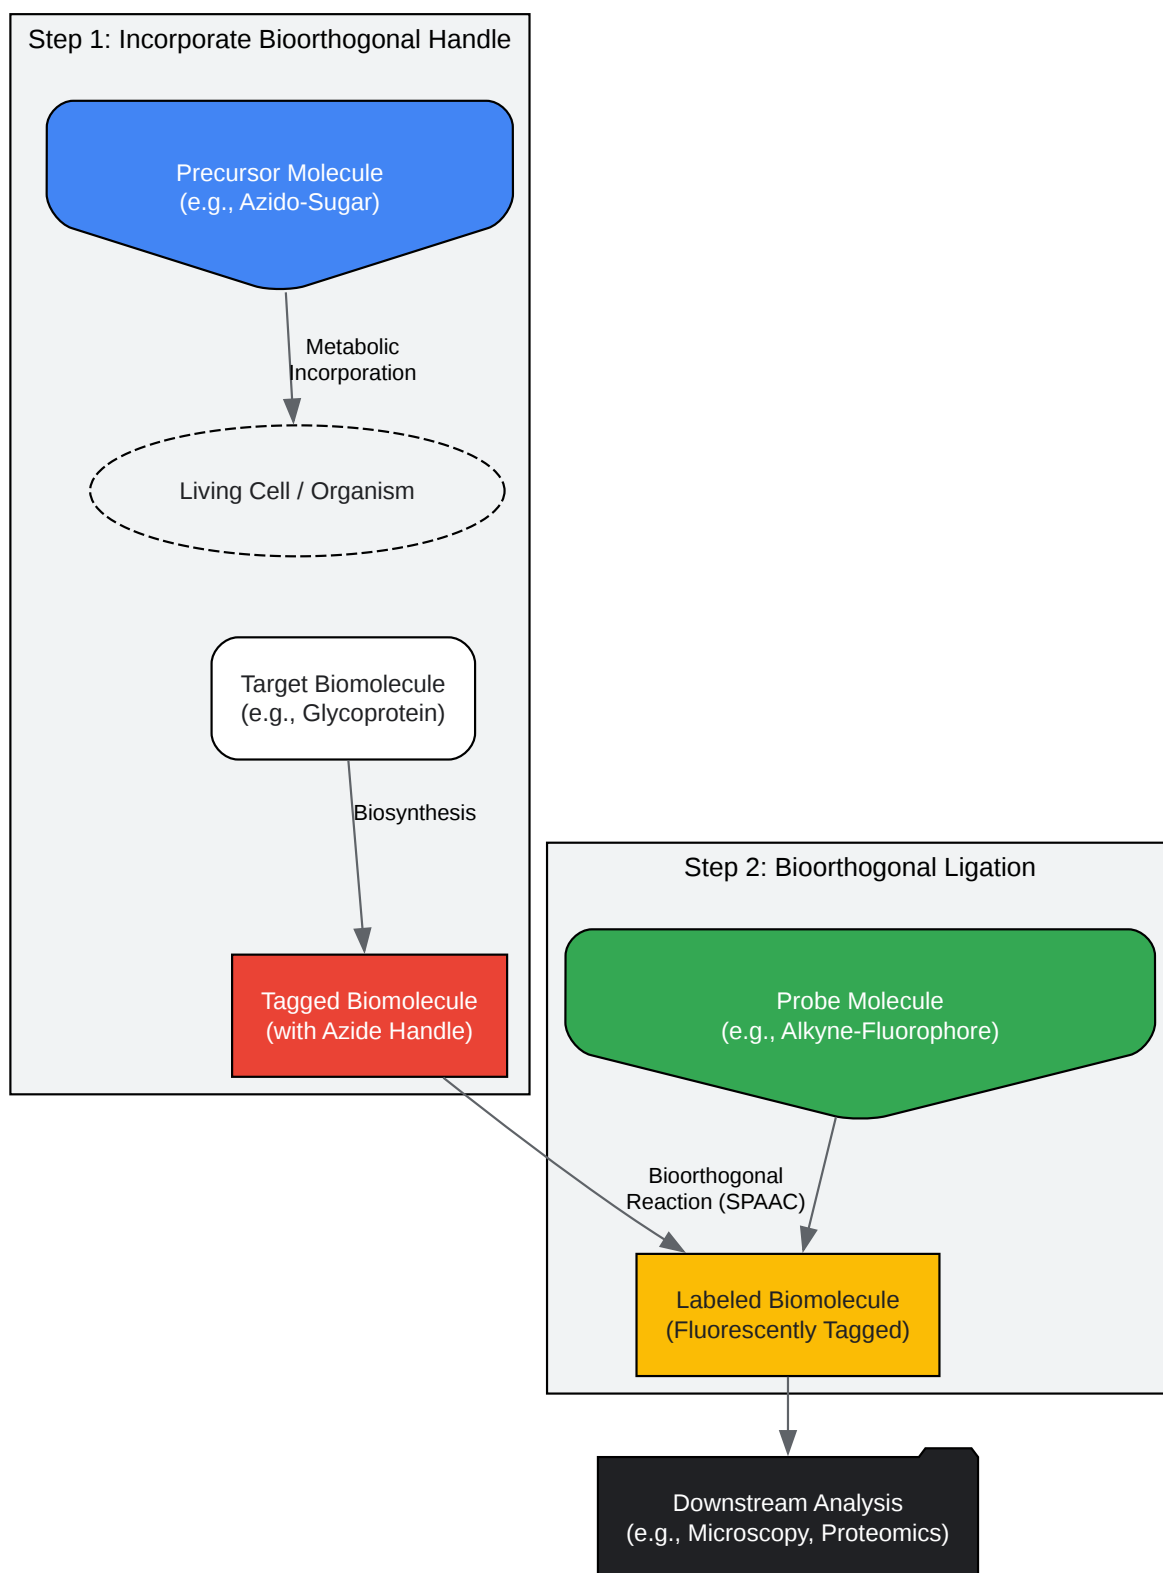 Step 1: Incorporate Bioorthogonal Handle
Precursor Molecule
(e.g., Azido-Sugar)
Metabolic
Incorporation
Living Cell / Organism
Target Biomolecule
(e.g., Glycoprotein)
Biosynthesis
Tagged Biomolecule
(with Azide Handle)
Step 2: Bioorthogonal Ligation
Probe Molecule
(e.g., Alkyne-Fluorophore)
Bioorthogonal
Reaction (SPAAC)
Labeled Biomolecule
(Fluorescently Tagged)
Downstream Analysis
(e.g., Microscopy, Proteomics)